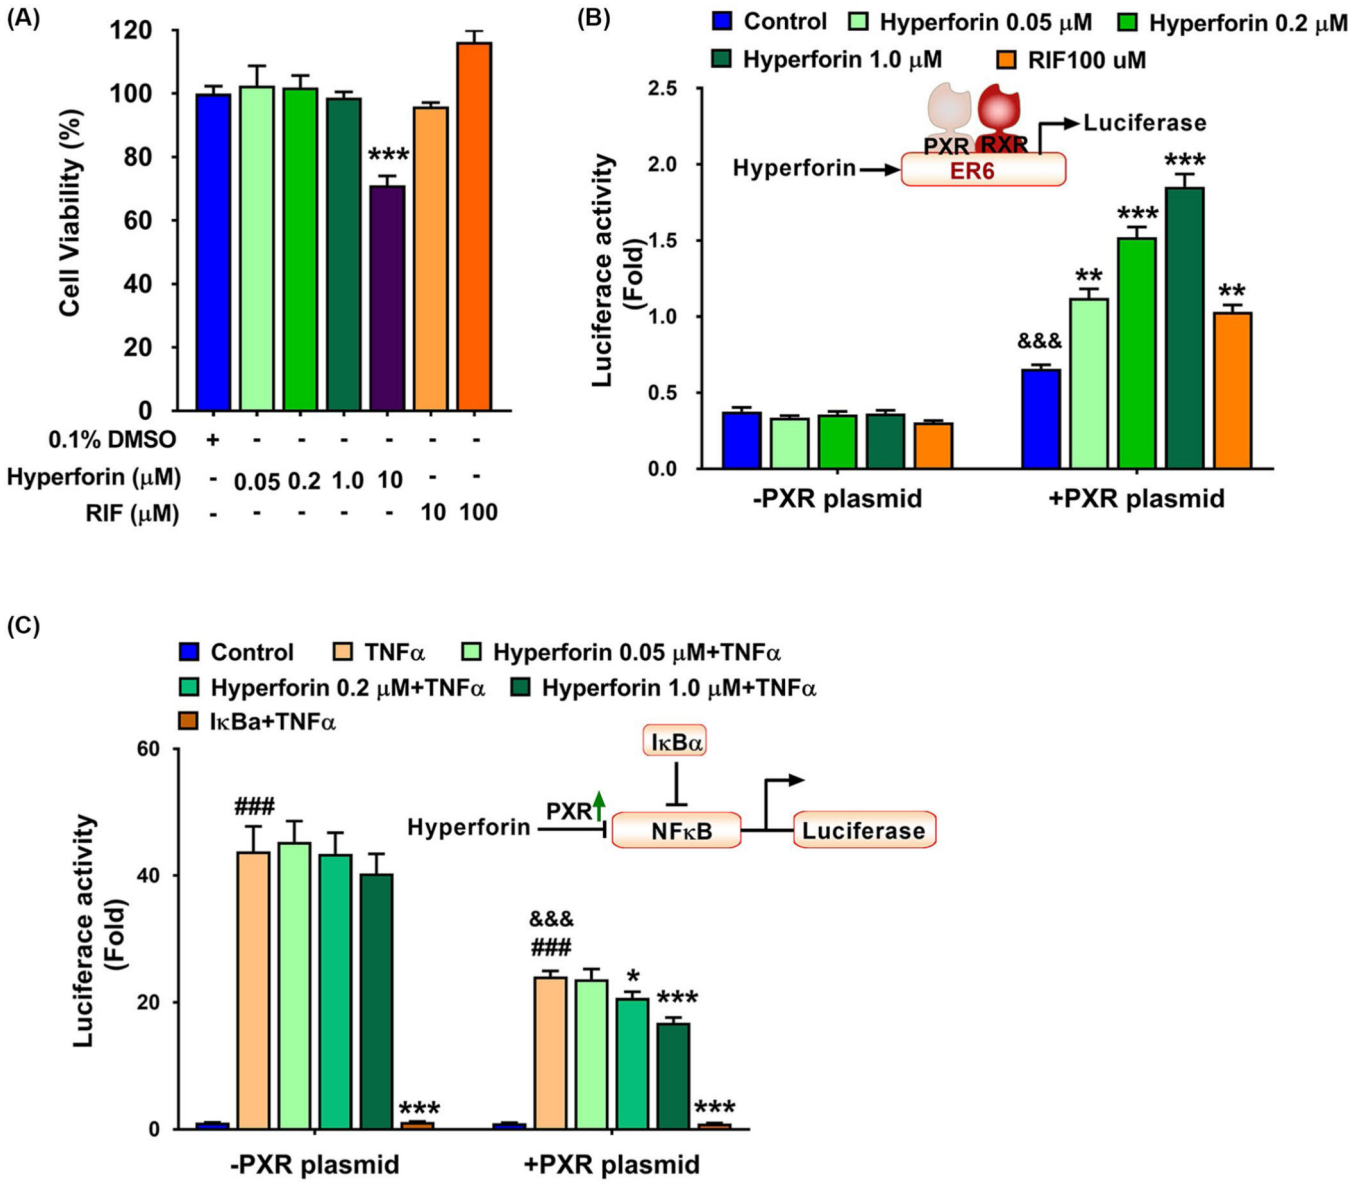 (A)
Cell Viability (%)
120
100
80
60
40
20
0
***
0.1% DMSO + - - - - - -
Hyperforin (μM) - 0.05 0.2 1.0 10 - -
RIF (μM) - - - - - 10 100
(B)
Control Hyperforin 0.05 μM Hyperforin 0.2 μM
Hyperforin 1.0 μM RIF100 uM
Luciferace activity
(Fold)
2.5
2.0
1.5
1.0
0.5
0.0
Hyperforin
PXR RXR
ER6
Luciferase
&&&
**
***
***
**
-PXR plasmid +PXR plasmid
(C)
Control TNFα Hyperforin 0.05 μM+TNFα
Hyperforin 0.2 μM+TNFα Hyperforin 1.0 μM+TNFα
IκBa+TNFα
Luciferace activity
(Fold)
60
40
20
0
IκBα
Hyperforin PXR NFκB Luciferase
###
***
&&&
###
*
***
***
-PXR plasmid +PXR plasmid